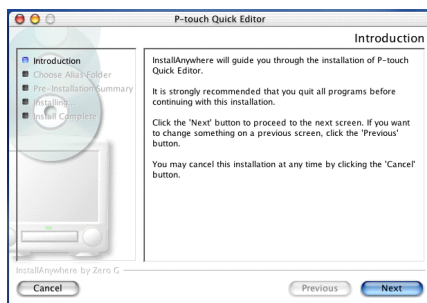 P-touch Quick Editor
Introduction
Introduction
Choose Alias Folder
Pre-Installation Summary
Installing...
Install Complete
InstallAnywhere will guide you through the installation of P-touch
Quick Editor.
It is strongly recommended that you quit all programs before
continuing with this installation.
Click the 'Next' button to proceed to the next screen. If you want
to change something on a previous screen, click the 'Previous'
button.
You may cancel this installation at any time by clicking the 'Cancel'
button.
InstallAnywhere by Zero G
Cancel
Previous
Next